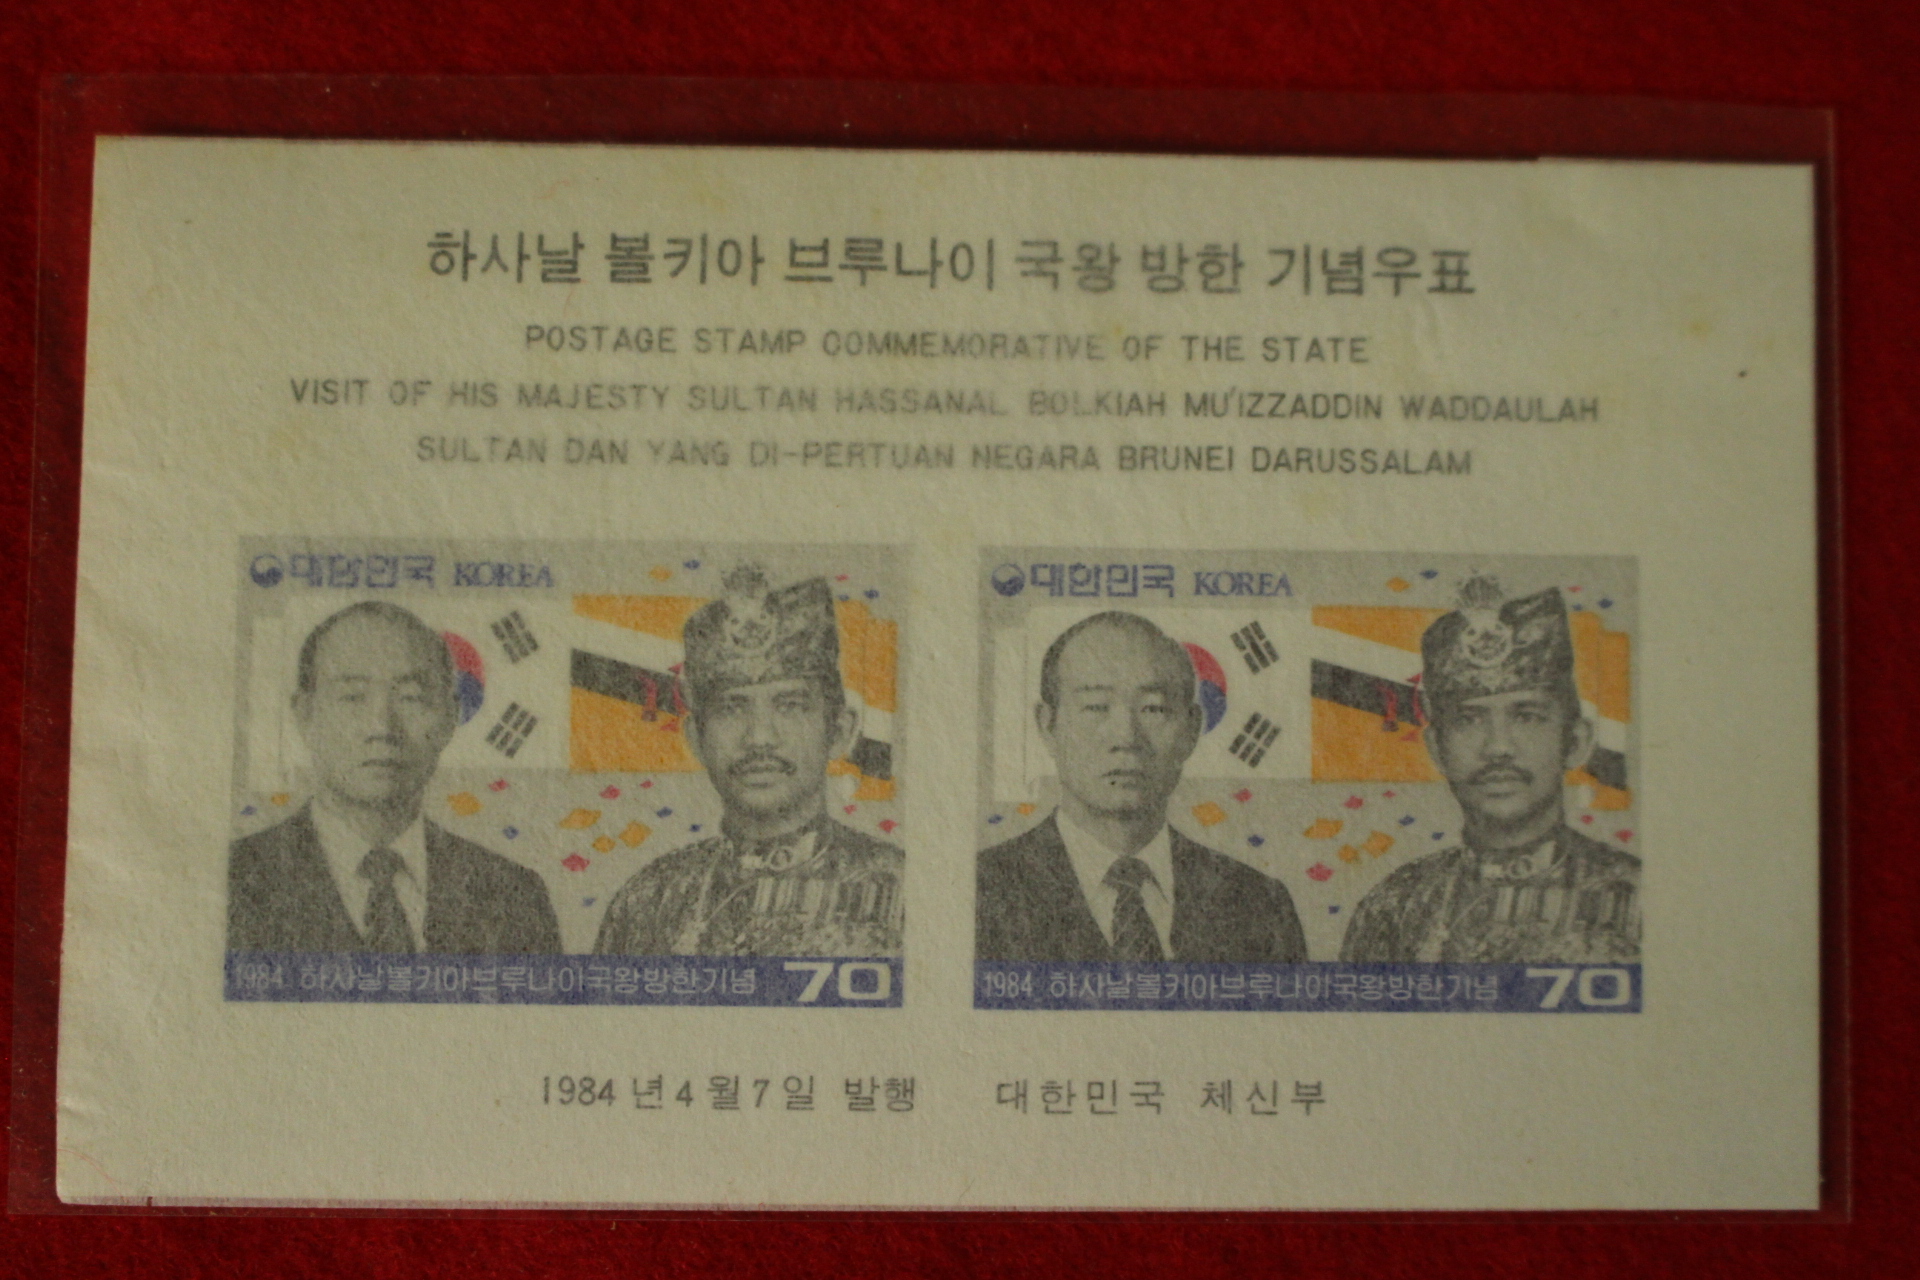 하사날 볼키아 브루나이 국왕 방한 기념우표
POSTAGE STAMP COMMEMORATIVE OF THE STATE
VISIT OF HIS MAJESTY SULTAN HASSANAL BOLKIAH MU'IZZADDIN WADDAULAH
SULTAN DAN YANG DI-PERTUAN NEGARA BRUNEI DARUSSALAM
대한민국 KOREA
1984 하사날볼키아브루나이국왕방한기념 70
대한민국 KOREA
1984 하사날볼키아브루나이국왕방한기념 70
1984년4월7일 발행 대한민국 체신부